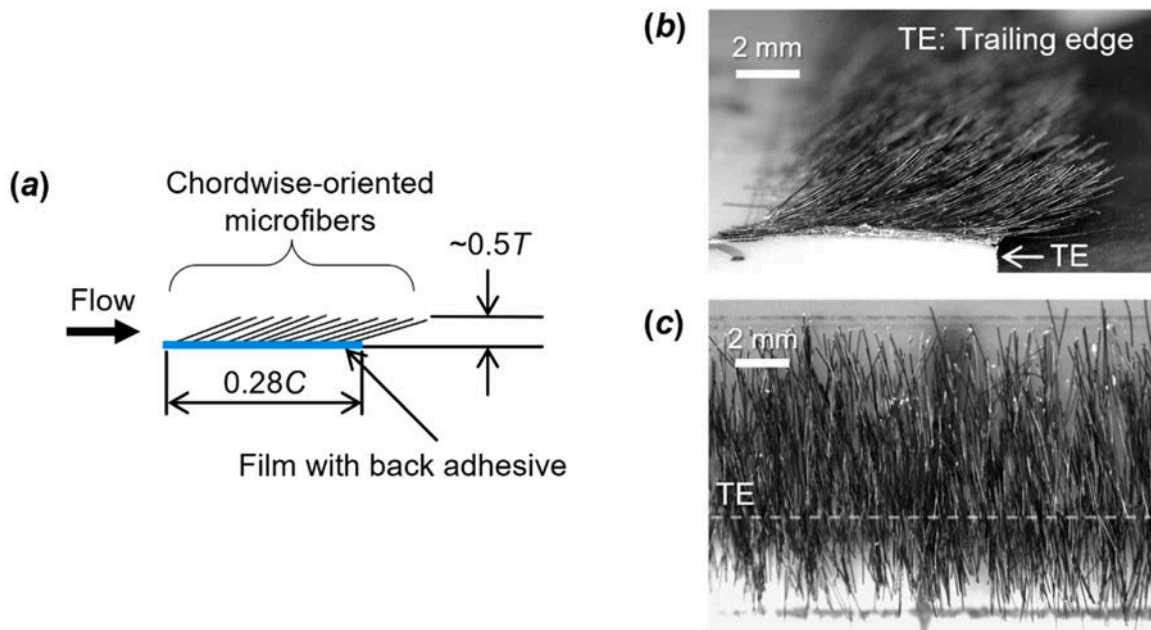 (a)
Chordwise-oriented
microfibers
~0.5T
Flow
0.28C
Film with back adhesive
(b)
2 mm
TE: Trailing edge
TE
(c)
2 mm
TE